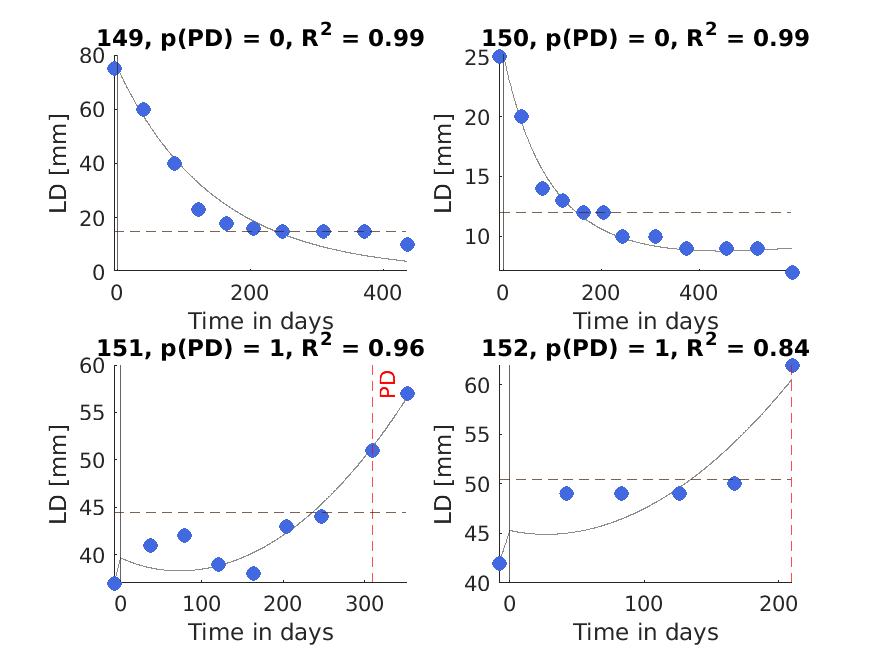 149, p(PD) = 0, R² = 0.99
80
60
40
20
0
LD [mm]
0
200
400
Time in days
150, p(PD) = 0, R² = 0.99
25
20
15
10
LD [mm]
0
200
400
Time in days
151, p(PD) = 1, R² = 0.96
60
55
50
45
40
LD [mm]
PD
0
100
200
300
Time in days
152, p(PD) = 1, R² = 0.84
60
55
50
45
40
LD [mm]
0
100
200
Time in days